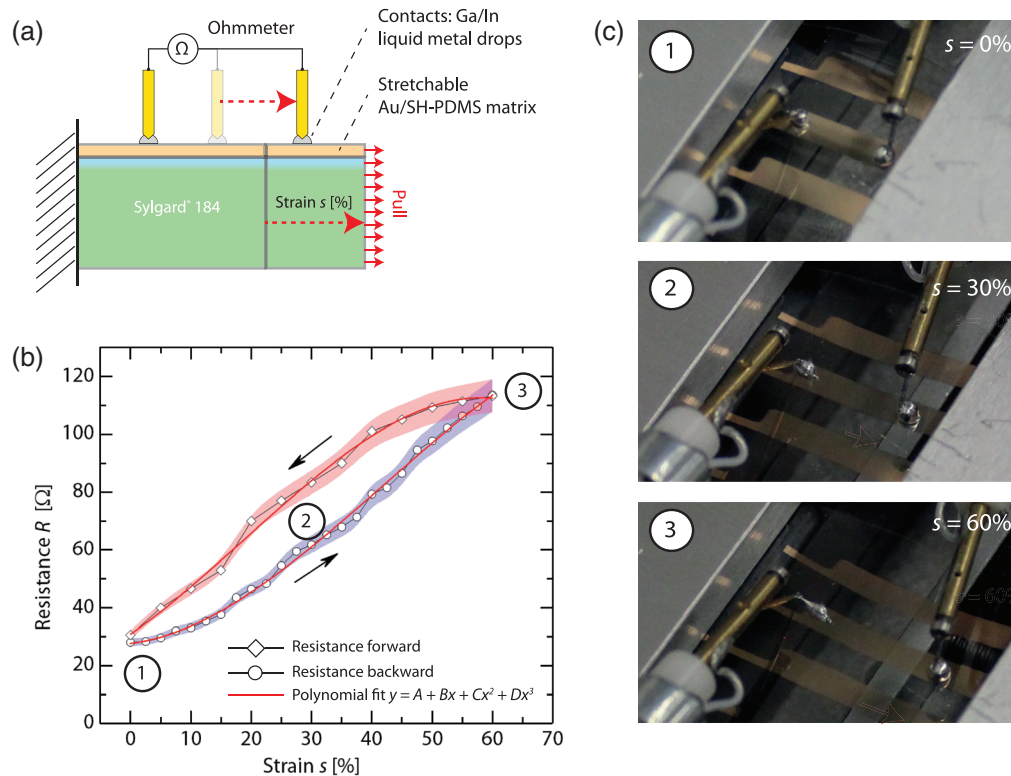 (a)
Ohmmeter
Ω
Contacts: Ga/In
liquid metal drops
Stretchable
Au/SH-PDMS matrix
Sylgard® 184
Strain s [%]
Pull
(b)
Resistance R [Ω]
120
100
80
60
40
20
0
0 10 20 30 40 50 60 70
Strain s [%]
1
2
3
Resistance forward
Resistance backward
Polynomial fit y = A + Bx + Cx² + Dx³
(c)
1
s = 0%
2
s = 30%
3
s = 60%
s = 60%